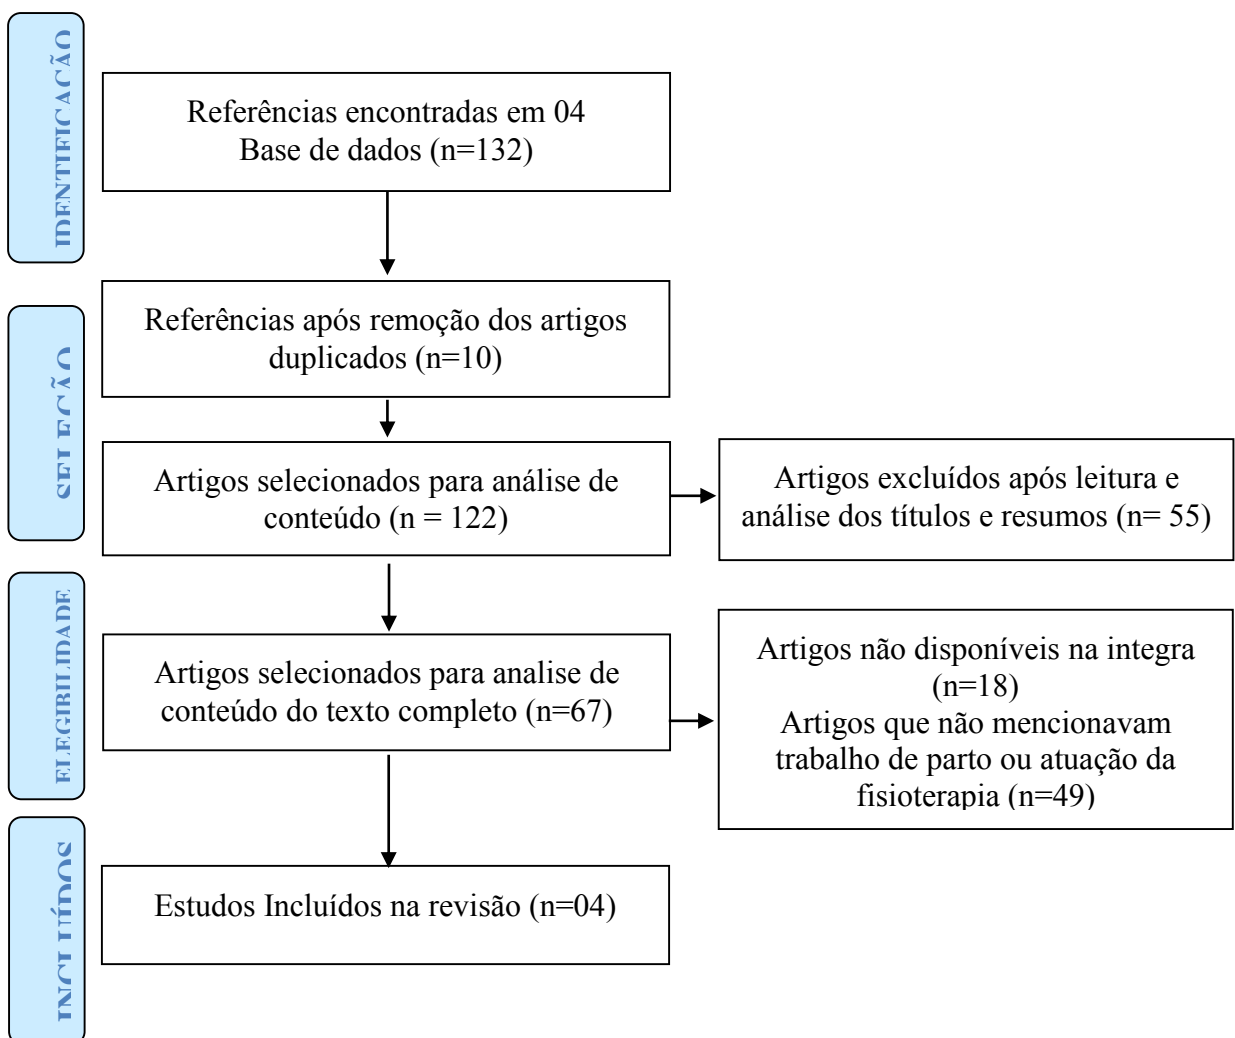 IDENTIFICAÇÃO
Referências encontradas em 04
Base de dados (n=132)
SELEÇÃO
Referências após remoção dos artigos
duplicados (n=10)
Artigos selecionados para análise de
conteúdo (n = 122)
Artigos excluídos após leitura e
análise dos títulos e resumos (n= 55)
ELEGIBILIDADE
Artigos selecionados para analise de
conteúdo do texto completo (n=67)
Artigos não disponíveis na integra
(n=18)
Artigos que não mencionavam
trabalho de parto ou atuação da
fisioterapia (n=49)
INCLUÍDOS
Estudos Incluídos na revisão (n=04)